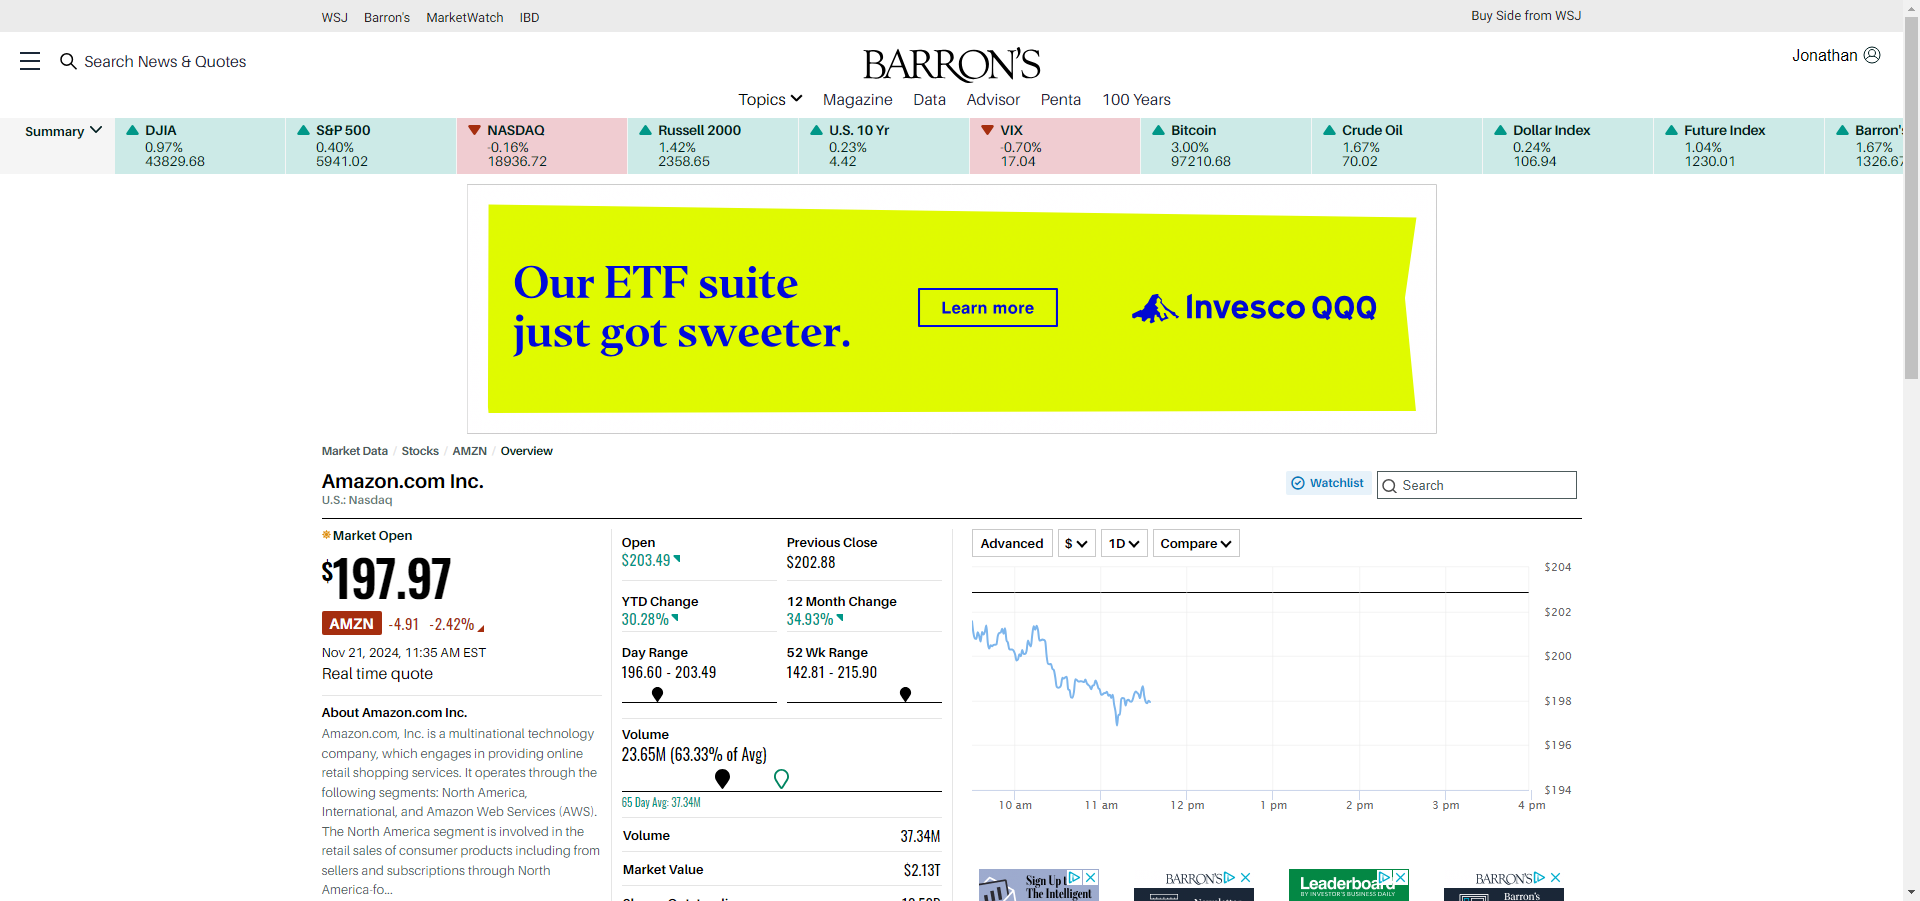 WSJ Barron's MarketWatch IBD
Buy Side from WSJ
Search News & Quotes
BARRON'S
Jonathan
Topics Magazine Data Advisor Penta 100 Years
Summary
DJIA
0.97%
43829.68
S&P 500
0.40%
5941.02
NASDAQ
-0.16%
18936.72
Russell 2000
1.42%
2358.65
U.S. 10 Yr
0.23%
4.42
VIX
-0.70%
17.04
Bitcoin
3.00%
97210.68
Crude Oil
1.67%
70.02
Dollar Index
0.24%
106.94
Future Index
1.04%
1230.01
Barron's
1.67%
1326.67
Our ETF suite
just got sweeter.
Learn more
Invesco QQQ
Market Data / Stocks / AMZN / Overview
Amazon.com Inc.
U.S.: Nasdaq
Watchlist
Search
Market Open
$197.97
AMZN -4.91 -2.42%
Nov 21, 2024, 11:35 AM EST
Real time quote
About Amazon.com Inc.
Amazon.com, Inc. is a multinational technology
company, which engages in providing online
retail shopping services. It operates through the
following segments: North America,
International, and Amazon Web Services (AWS).
The North America segment is involved in the
retail sales of consumer products including from
sellers and subscriptions through North
America-fo...
Open
$203.49
Previous Close
$202.88
YTD Change
30.28%
12 Month Change
34.93%
Day Range
196.60 - 203.49
52 Wk Range
142.81 - 215.90
Volume
23.65M (63.33% of Avg)
65 Day Avg: 37.34M
Volume 37.34M
Market Value $2.13T
Advanced $ 1D Compare
$204
$202
$200
$198
$196
$194
10 am 11 am 12 pm 1 pm 2 pm 3 pm 4 pm
Sign Up
The Intelligent
BARRON'S
Leaderboard
BY INVESTOR'S BUSINESS DAILY
BARRON'S
Barron's